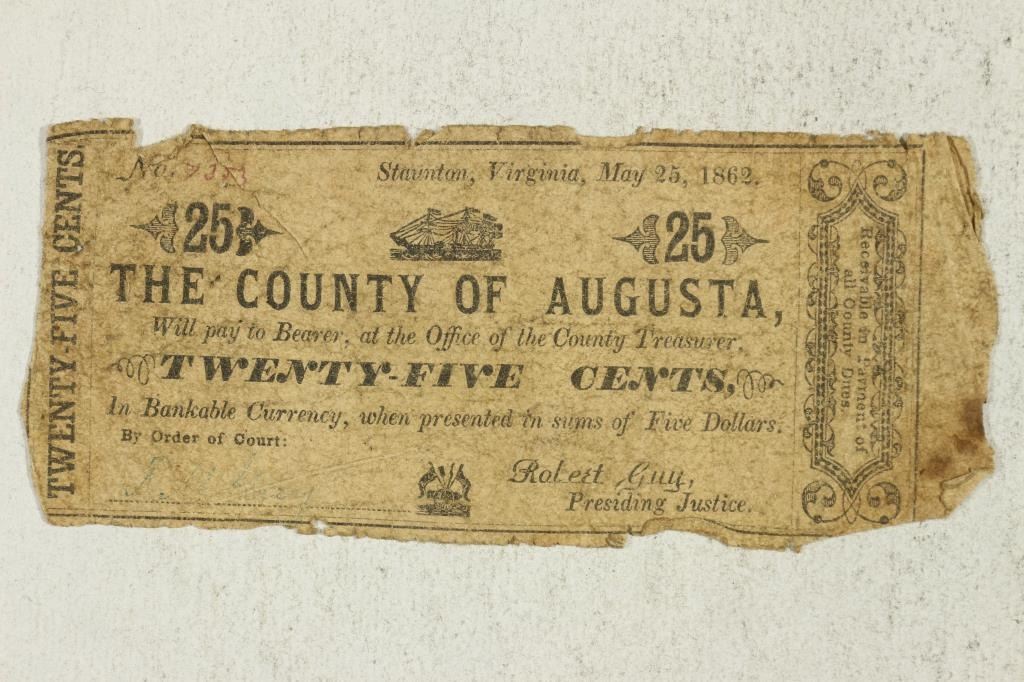 TWENTY-FIVE CENTS.
No.
Staunton, Virginia, May 25, 1862.
25 25
THE COUNTY OF AUGUSTA,
Will pay to Bearer, at the Office of the County Treasurer,
TWENTY-FIVE CENTS,
In Bankable Currency, when presented in sums of Five Dollars.
By Order of Court:
Robert Guy,
Presiding Justice.
Receivable in Payment of
all County Dues